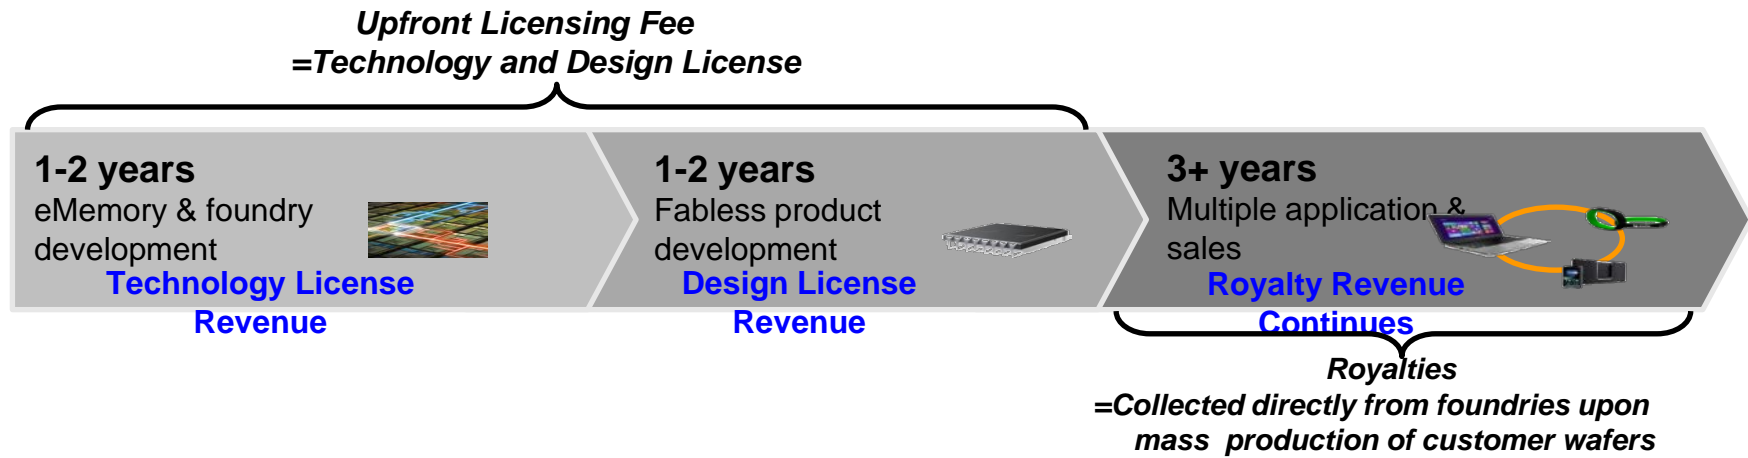 Upfront Licensing Fee
=Technology and Design License
1-2 years
eMemory & foundry
development
Technology License
Revenue
1-2 years
Fabless product
development
Design License
Revenue
3+ years
Multiple application &
sales
Royalty Revenue
Continues
Royalties
=Collected directly from foundries upon
mass production of customer wafers